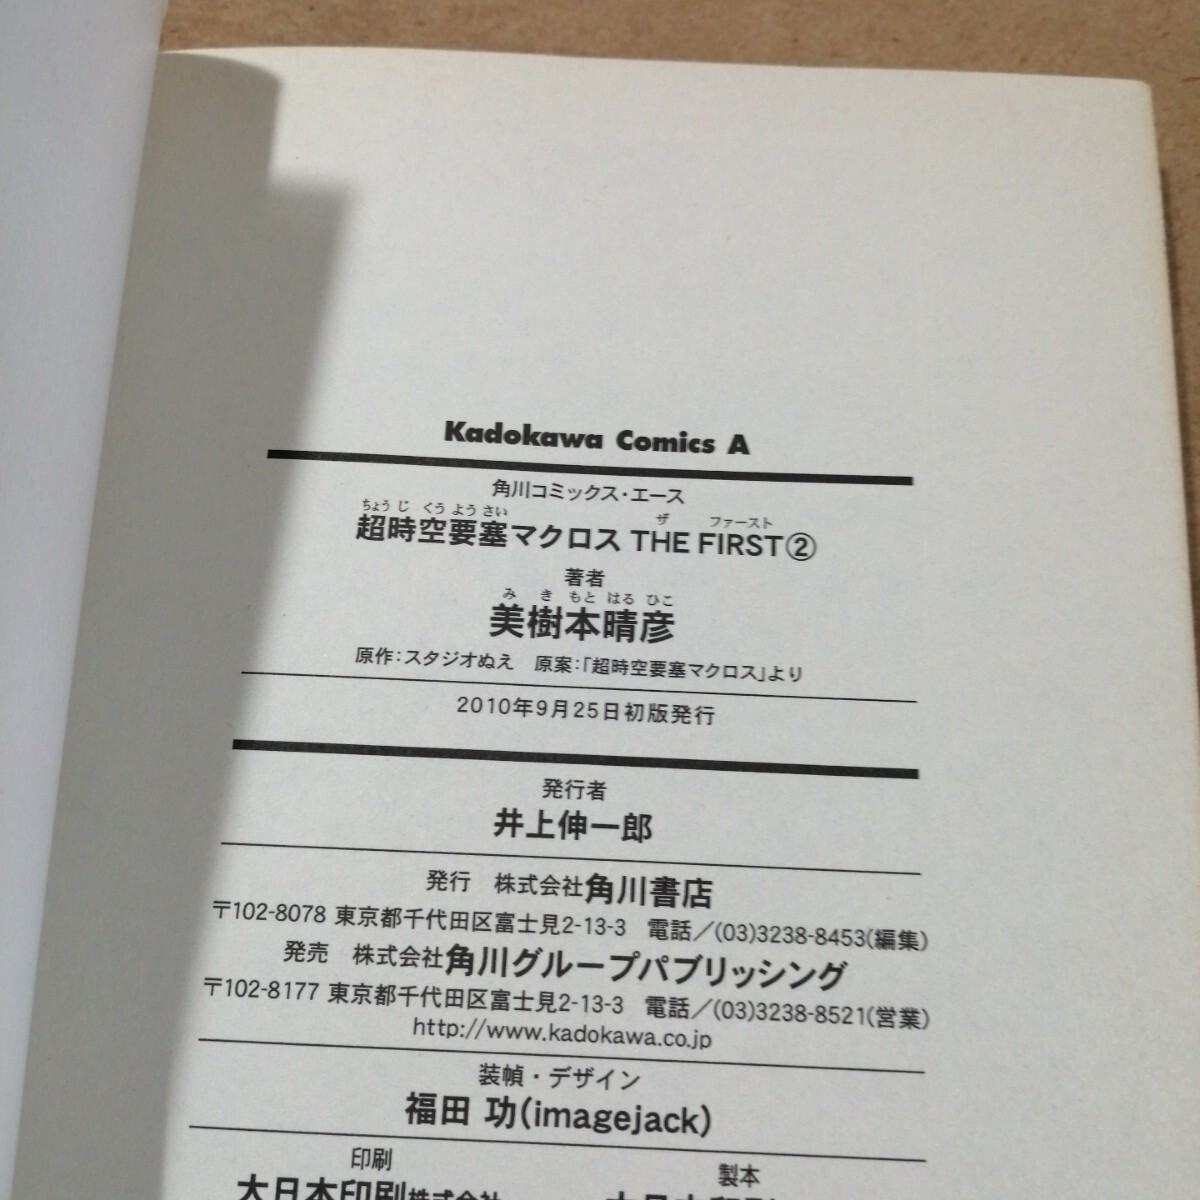 Kadokawa Comics A
角川コミックス・エース
ちょう じ くう よう さい ザ ファースト
超時空要塞マクロス THE FIRST②
著者
み き もと はる ひこ
美樹本晴彦
原作：スタジオぬえ 原案：「超時空要塞マクロス」より
2010年9月25日初版発行
発行者
井上伸一郎
発行 株式会社角川書店
〒102-8078 東京都千代田区富士見2-13-3 電話／(03)3238-8453(編集)
発売 株式会社角川グループパブリッシング
〒102-8177 東京都千代田区富士見2-13-3 電話／(03)3238-8521(営業)
http://www.kadokawa.co.jp
装幀・デザイン
福田 功(imagejack)
印刷 製本
大日本印刷株式会社